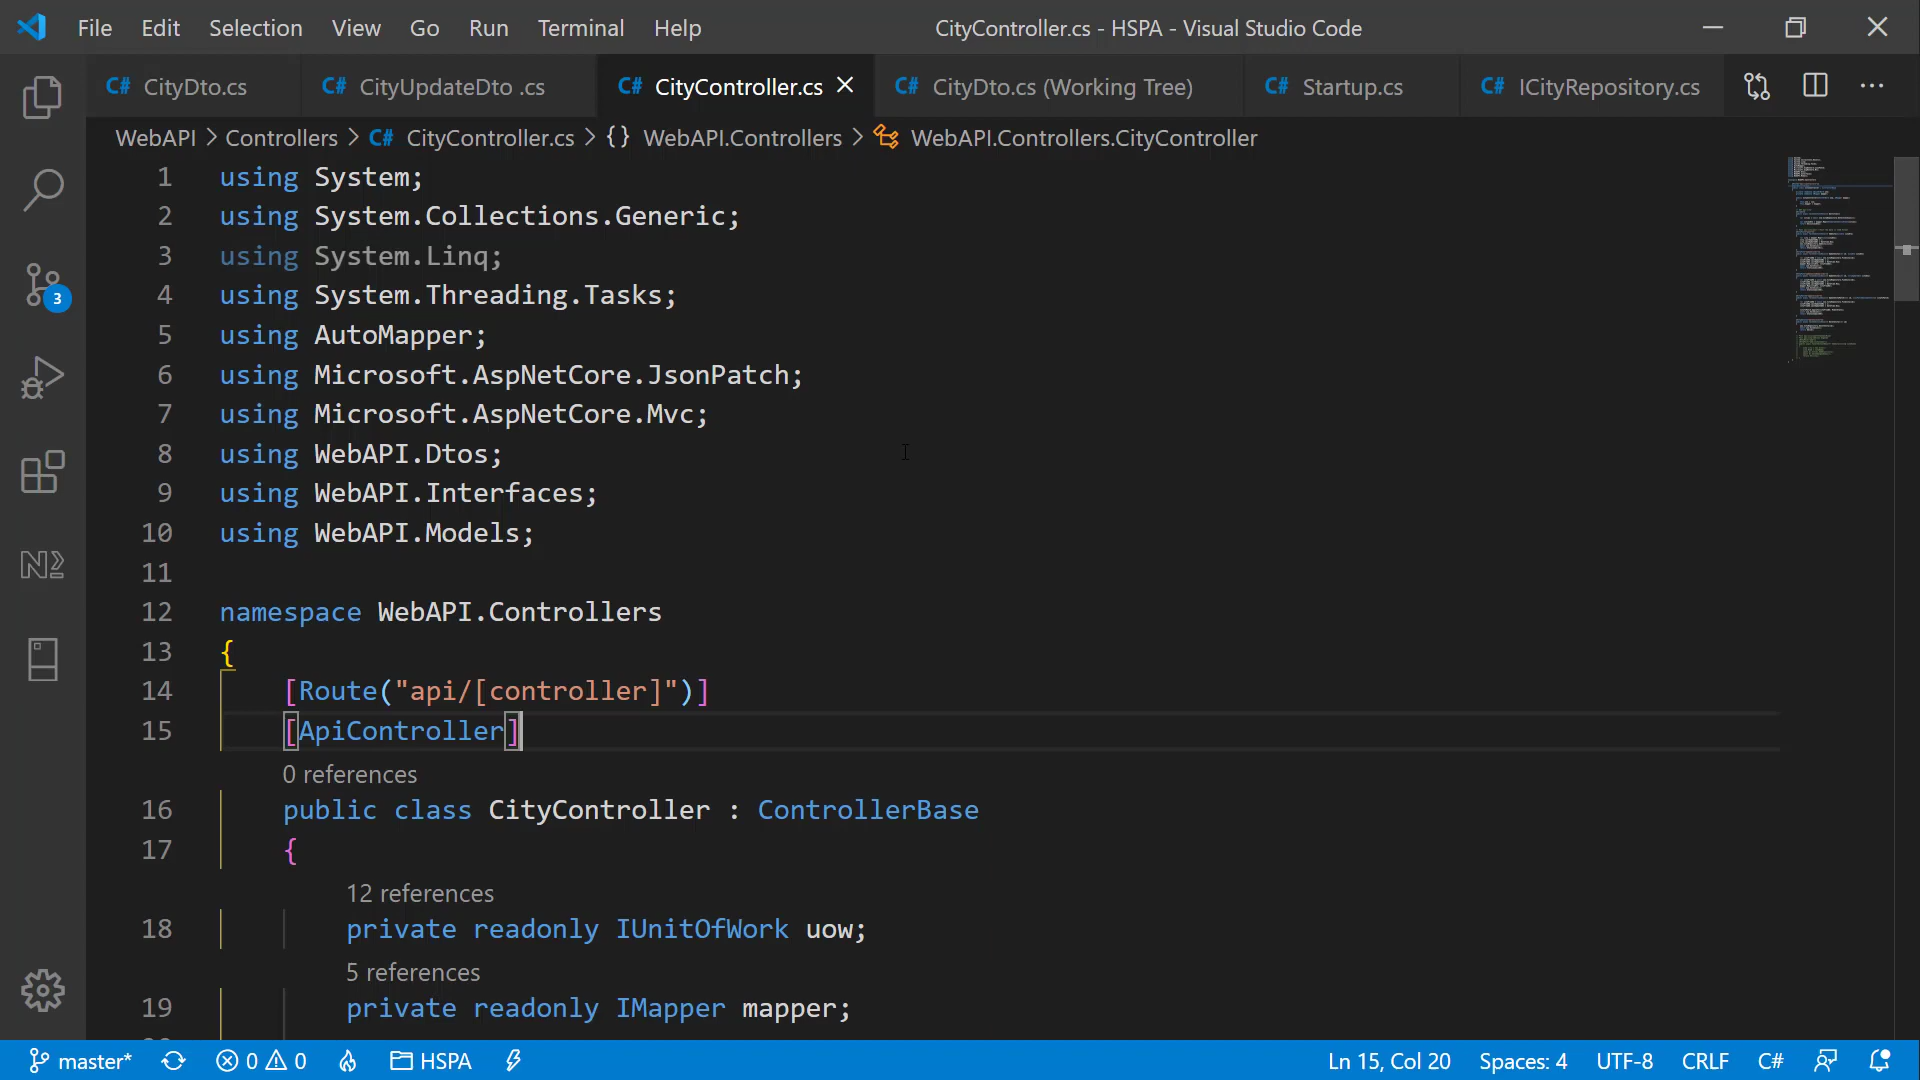 File Edit Selection View Go Run Terminal Help CityController.cs - HSPA - Visual Studio Code
C# CityDto.cs C# CityUpdateDto .cs C# CityController.cs C# CityDto.cs (Working Tree) C# Startup.cs C# ICityRepository.cs
WebAPI > Controllers > C# CityController.cs > {} WebAPI.Controllers > WebAPI.Controllers.CityController
1 using System;
2 using System.Collections.Generic;
3 using System.Linq;
4 using System.Threading.Tasks;
5 using AutoMapper;
6 using Microsoft.AspNetCore.JsonPatch;
7 using Microsoft.AspNetCore.Mvc;
8 using WebAPI.Dtos;
9 using WebAPI.Interfaces;
10 using WebAPI.Models;
11
12 namespace WebAPI.Controllers
13 {
14 [Route("api/[controller]")]
15 [ApiController]
0 references
16 public class CityController : ControllerBase
17 {
12 references
18 private readonly IUnitOfWork uow;
5 references
19 private readonly IMapper mapper;
3
master* 0 0 HSPA Ln 15, Col 20 Spaces: 4 UTF-8 CRLF C#